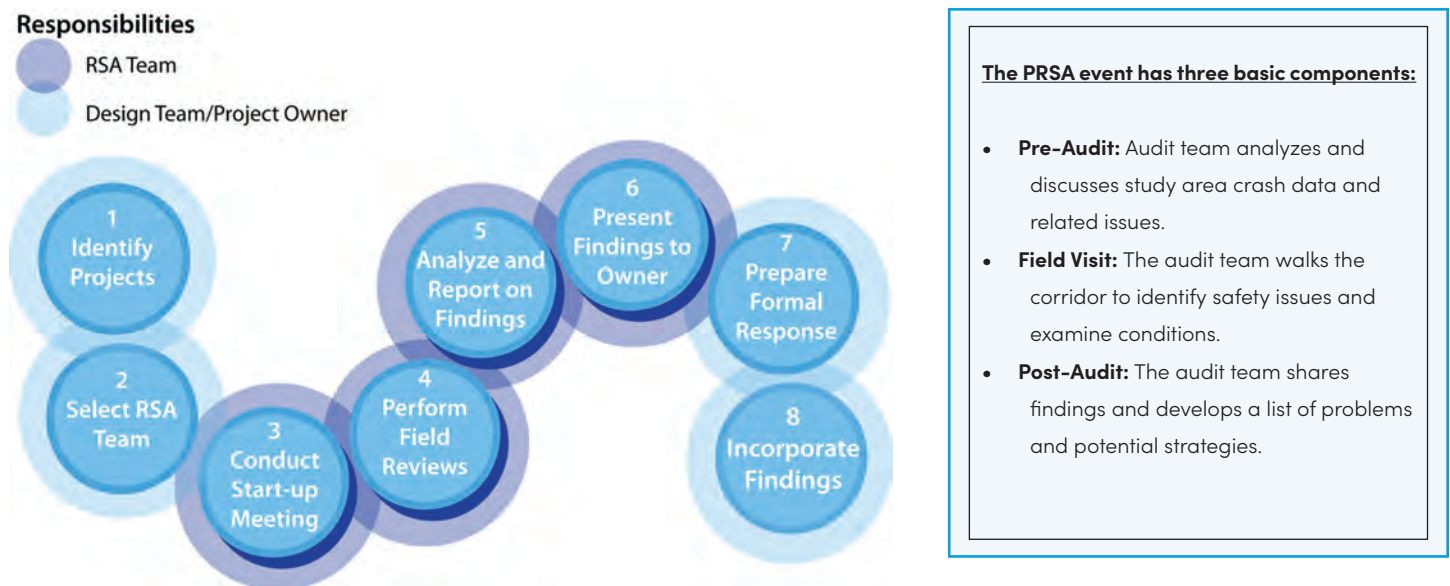 Responsibilities
RSA Team
Design Team/Project Owner
1
Identify
Projects
2
Select RSA
Team
3
Conduct
Start-up
Meeting
4
Perform
Field
Reviews
5
Analyze and
Report on
Findings
6
Present
Findings to
Owner
7
Prepare
Formal
Response
8
Incorporate
Findings
The PRSA event has three basic components:
• Pre-Audit: Audit team analyzes and
discusses study area crash data and
related issues.
• Field Visit: The audit team walks the
corridor to identify safety issues and
examine conditions.
• Post-Audit: The audit team shares
findings and develops a list of problems
and potential strategies.